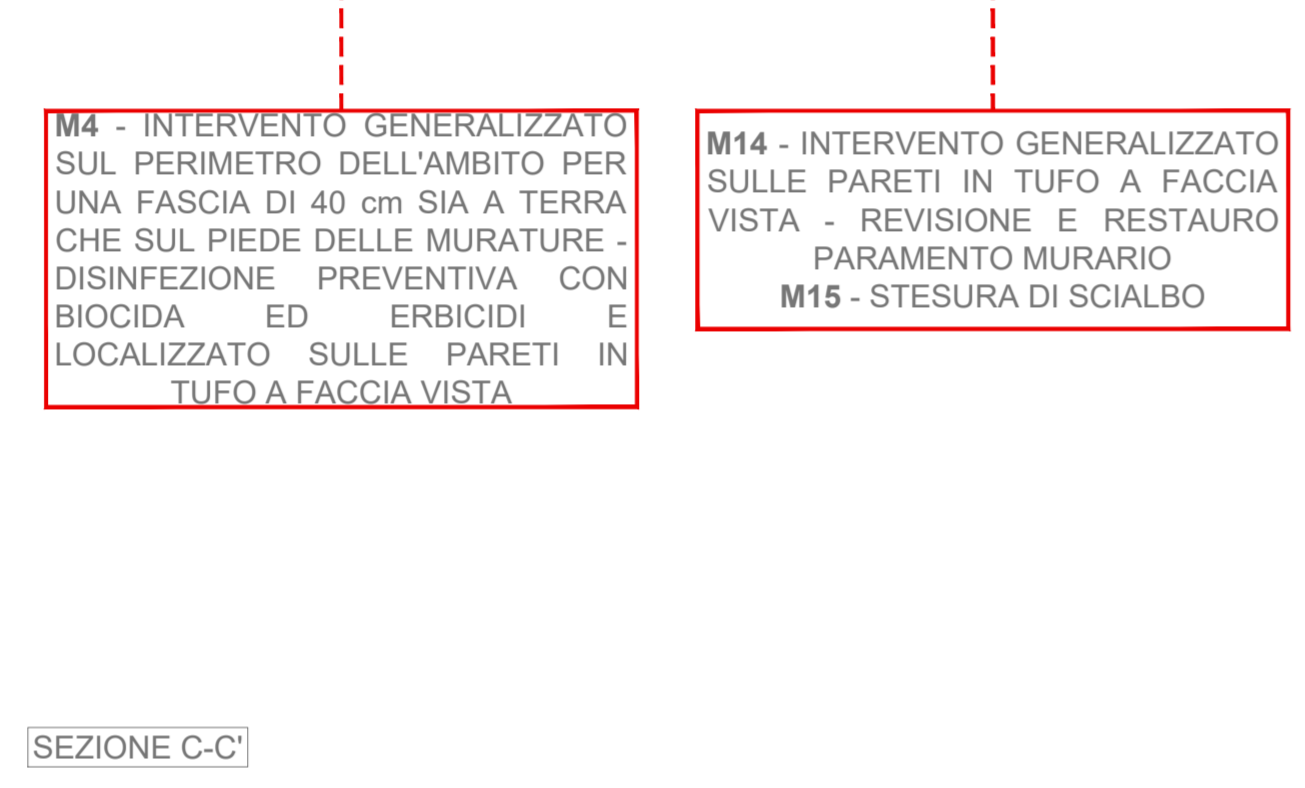 M4 - INTERVENTO GENERALIZZATO
SUL PERIMETRO DELL'AMBITO PER
UNA FASCIA DI 40 cm SIA A TERRA
CHE SUL PIEDE DELLE MURATURE -
DISINFEZIONE PREVENTIVA CON
BIOCIDA ED ERBICIDI E
LOCALIZZATO SULLE PARETI IN
TUFO A FACCIA VISTA
M14 - INTERVENTO GENERALIZZATO
SULLE PARETI IN TUFO A FACCIA
VISTA - REVISIONE E RESTAURO
PARAMENTO MURARIO
M15 - STESURA DI SCIALBO
SEZIONE C-C'